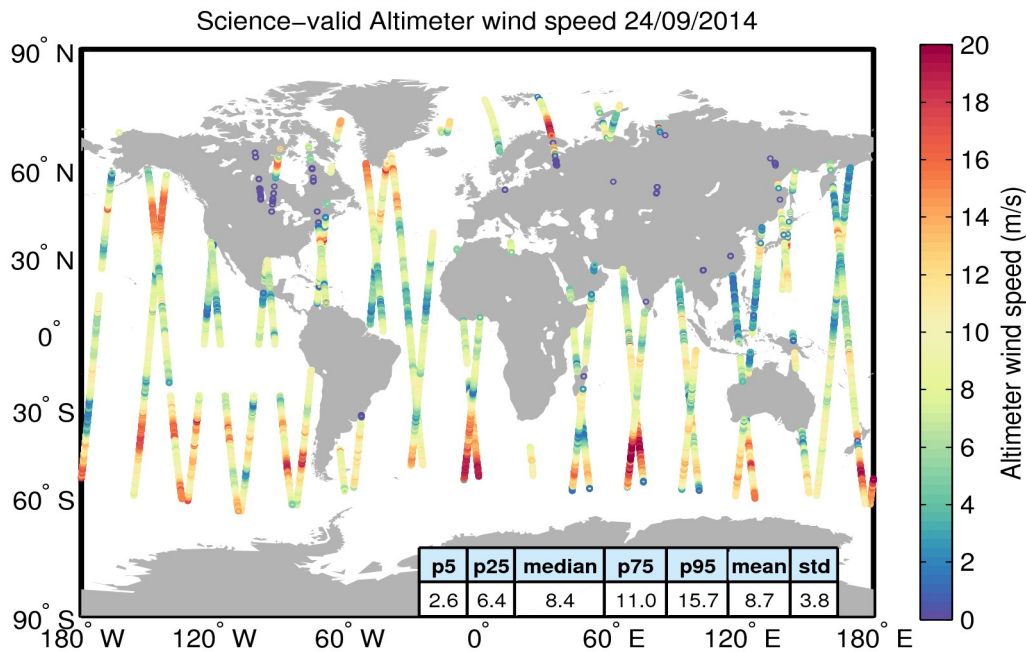 Science−valid Altimeter wind speed 24/09/2014
90° N
60° N
30° N
0°
30° S
60° S
90° S
180° W
120° W
60° W
0°
60° E
120° E
180° E
p5 p25 median p75 p95 mean std
2.6 6.4 8.4 11.0 15.7 8.7 3.8
20
18
16
14
12
10
8
6
4
2
0
Altimeter wind speed (m/s)